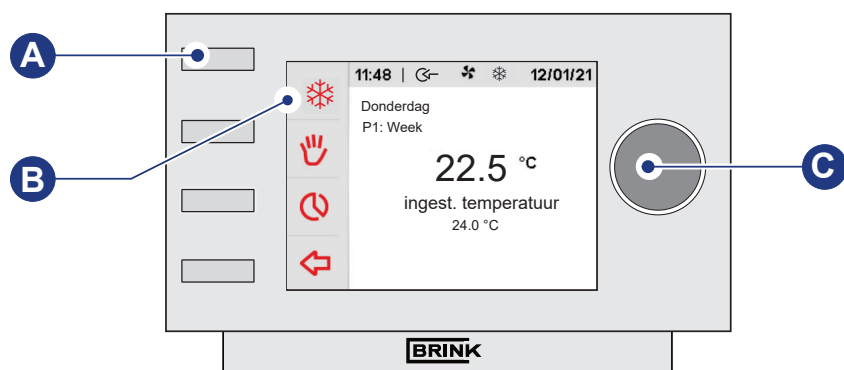 A
B
C
11:48 | 12/01/21
Donderdag
P1: Week
22.5 °C
ingest. temperatuur
24.0 °C
BRINK